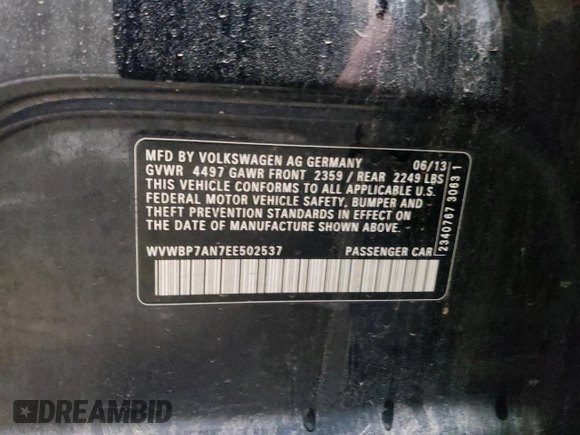 MFD BY VOLKSWAGEN AG GERMANY 06/13
GVWR 4497 GAWR FRONT 2359 / REAR 2249 LBS
THIS VEHICLE CONFORMS TO ALL APPLICABLE U.S.
FEDERAL MOTOR VEHICLE SAFETY, BUMPER AND
THEFT PREVENTION STANDARDS IN EFFECT ON
THE DATE OF MANUFACTURE SHOWN ABOVE.
WVWBP7AN7EE502537 PASSENGER CAR
2340767 3063 1
DREAMBID